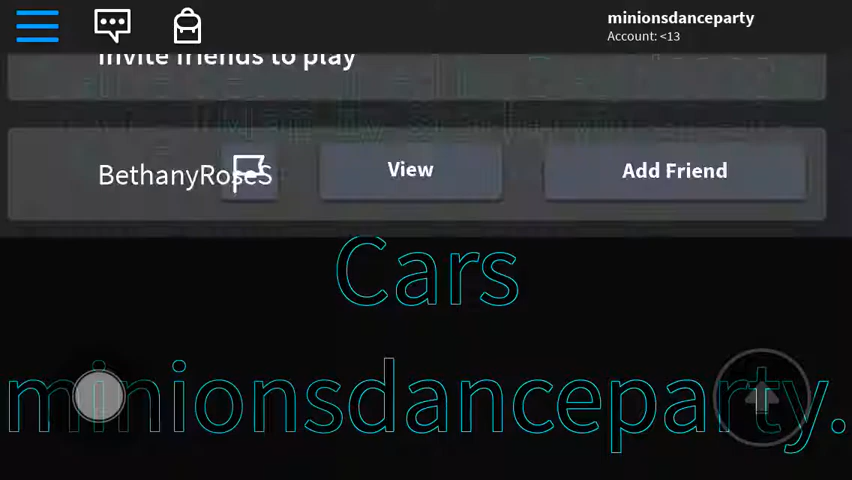 minionsdanceparty
Account: <13
Invite friends to play
BethanyRoseS
View
Add Friend
Cars
minionsdanceparty.